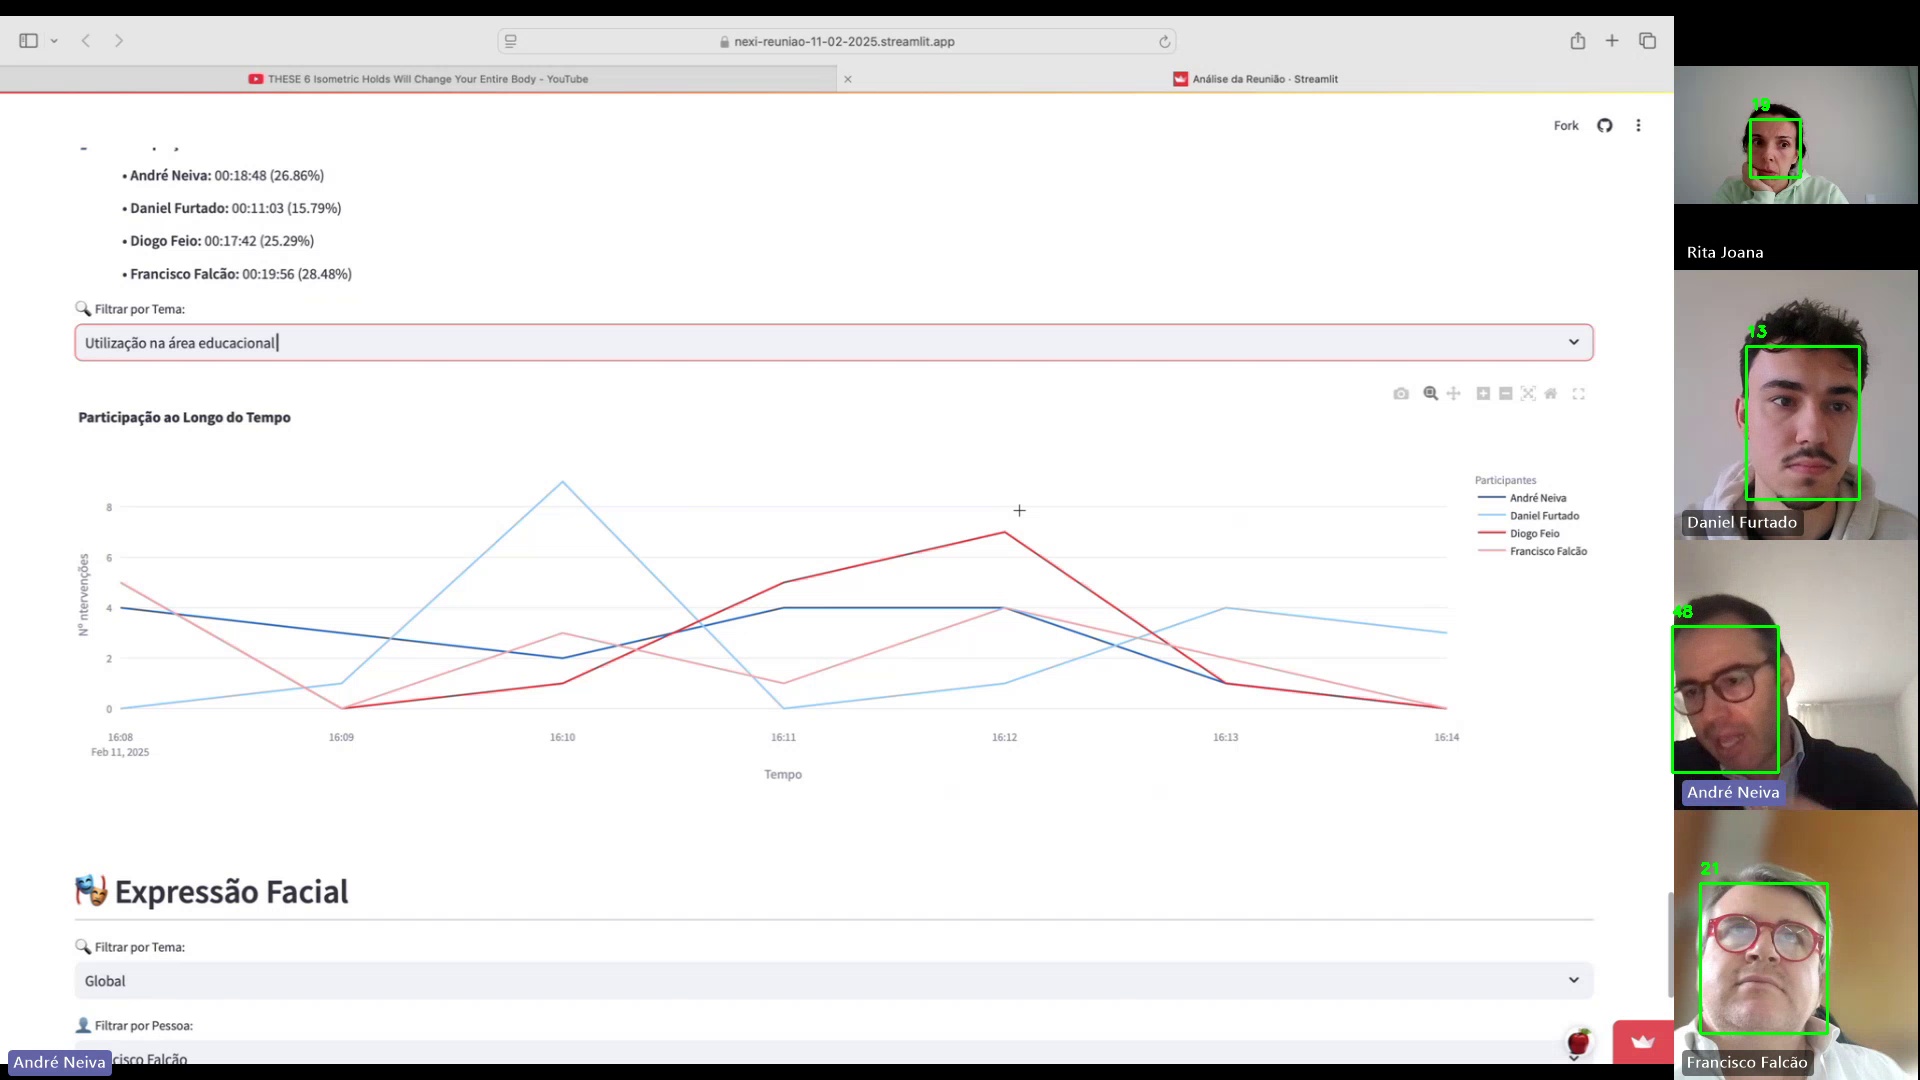 nexi-reuniao-11-02-2025.streamlit.app
THESE 6 Isometric Holds Will Change Your Entire Body - YouTube
Análise da Reunião · Streamlit
Fork
• André Neiva: 00:18:48 (26.86%)
• Daniel Furtado: 00:11:03 (15.79%)
• Diogo Feio: 00:17:42 (25.29%)
• Francisco Falcão: 00:19:56 (28.48%)
Filtrar por Tema:
Utilização na área educacional
Participação ao Longo do Tempo
Participantes
André Neiva
Daniel Furtado
Diogo Feio
Francisco Falcão
Nº ntervenções
8
6
4
2
0
16:08
16:09
16:10
16:11
16:12
16:13
16:14
Feb 11, 2025
Tempo
Expressão Facial
Filtrar por Tema:
Global
Filtrar por Pessoa:
cisco Falcão
André Neiva
19
Rita Joana
13
Daniel Furtado
48
André Neiva
21
Francisco Falcão